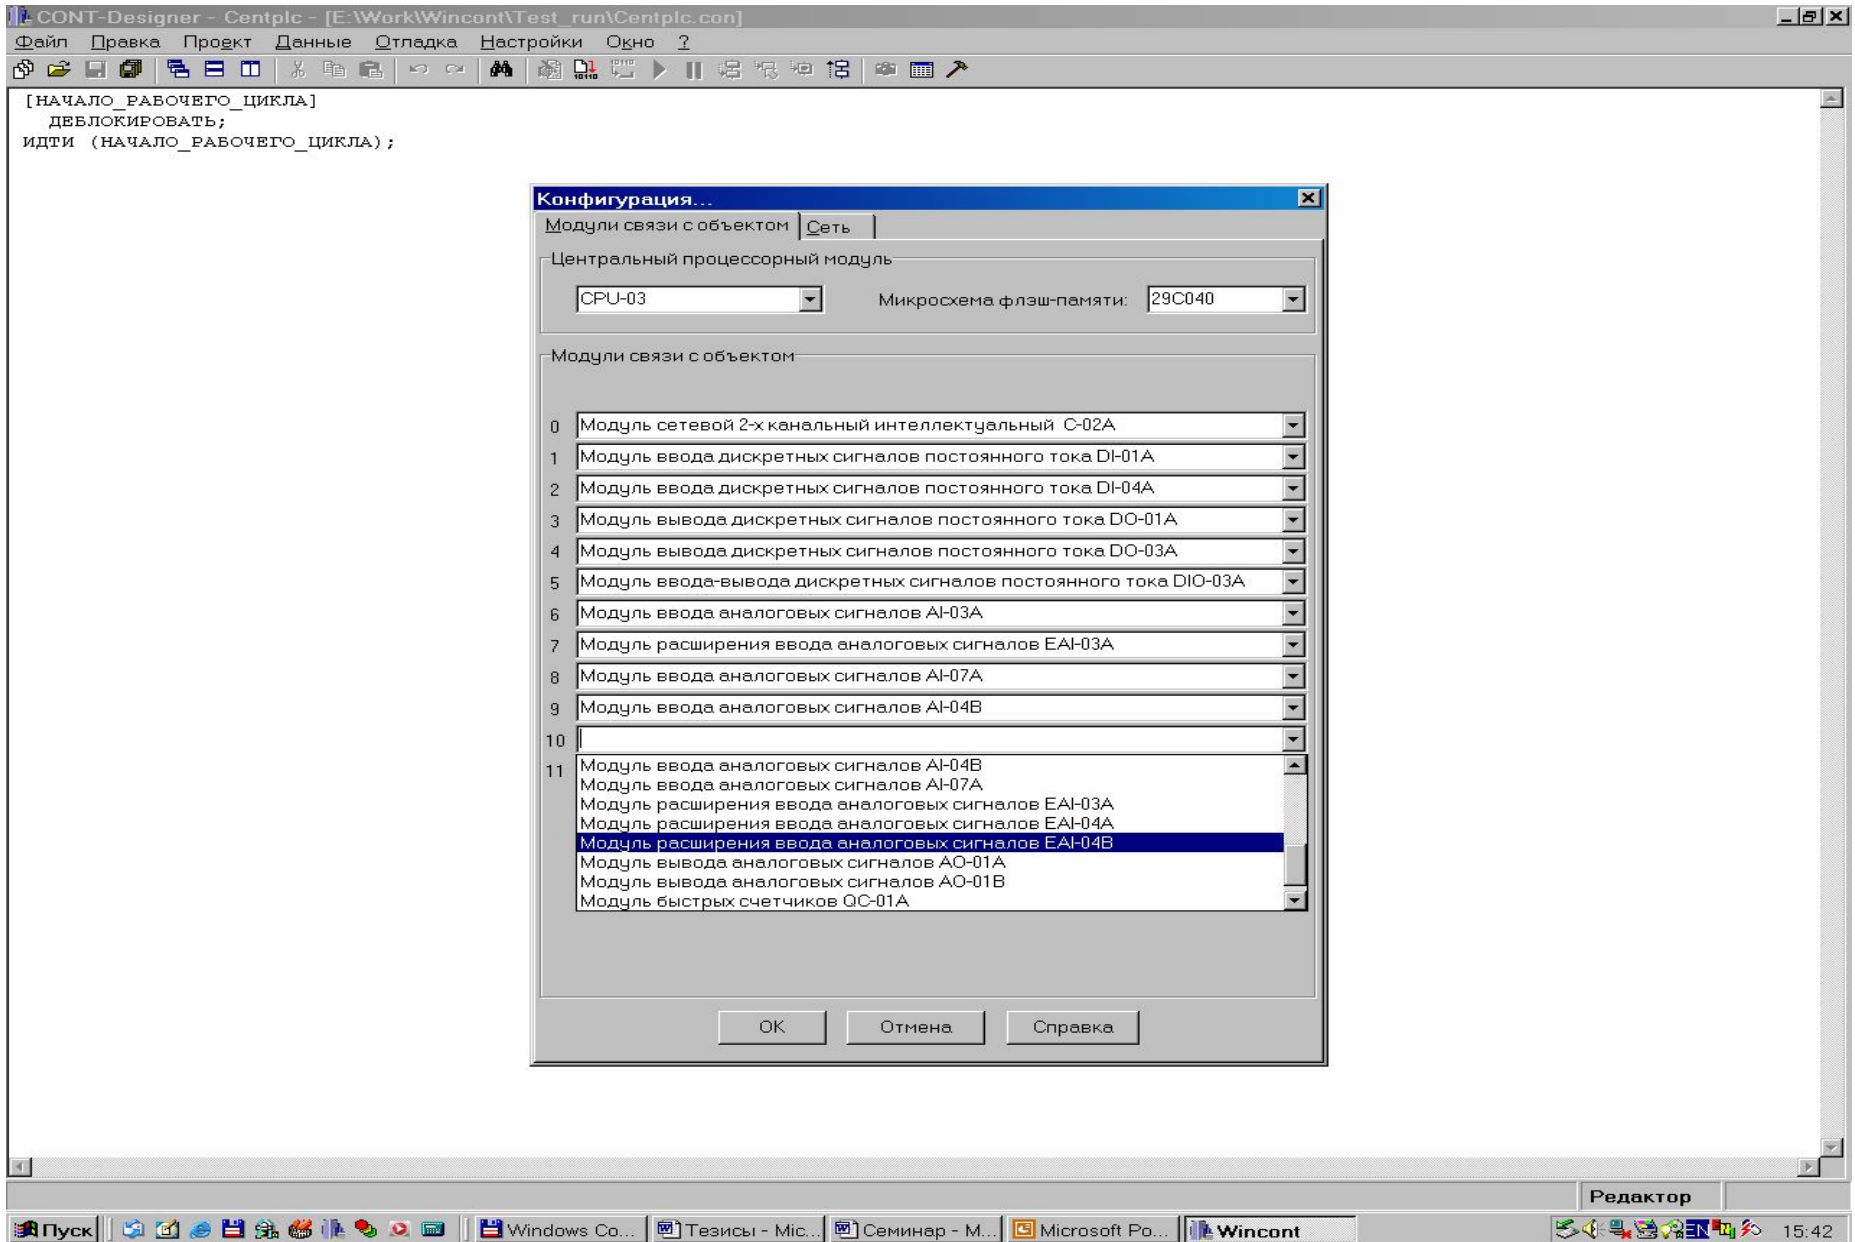 CONT-Designer - Centplc - [E:\Work\Wincont\Test_run\Centplc.con]
Файл Правка Проект Данные Отладка Настройки Окно ?
[НАЧАЛО_РАБОЧЕГО_ЦИКЛА]
ДЕБЛОКИРОВАТЬ;
ИДТИ (НАЧАЛО_РАБОЧЕГО_ЦИКЛА);
Конфигурация...
Модули связи с объектом Сеть
Центральный процессорный модуль
CPU-03 Микросхема флэш-памяти: 29C040
Модули связи с объектом
0 Модуль сетевой 2-х канальный интеллектуальный C-02A
1 Модуль ввода дискретных сигналов постоянного тока DI-01A
2 Модуль ввода дискретных сигналов постоянного тока DI-04A
3 Модуль вывода дискретных сигналов постоянного тока DO-01A
4 Модуль вывода дискретных сигналов постоянного тока DO-03A
5 Модуль ввода-вывода дискретных сигналов постоянного тока DIO-03A
6 Модуль ввода аналоговых сигналов AI-03A
7 Модуль расширения ввода аналоговых сигналов EAI-03A
8 Модуль ввода аналоговых сигналов AI-07A
9 Модуль ввода аналоговых сигналов AI-04B
10
11 Модуль ввода аналоговых сигналов AI-04B
Модуль ввода аналоговых сигналов AI-07A
Модуль расширения ввода аналоговых сигналов EAI-03A
Модуль расширения ввода аналоговых сигналов EAI-04A
Модуль расширения ввода аналоговых сигналов EAI-04B
Модуль вывода аналоговых сигналов AO-01A
Модуль вывода аналоговых сигналов AO-01B
Модуль быстрых счетчиков QC-01A
OK Отмена Справка
Редактор
Пуск Windows Co... Тезисы - Mic... Семинар - M... Microsoft Po... Wincont EN 15:42